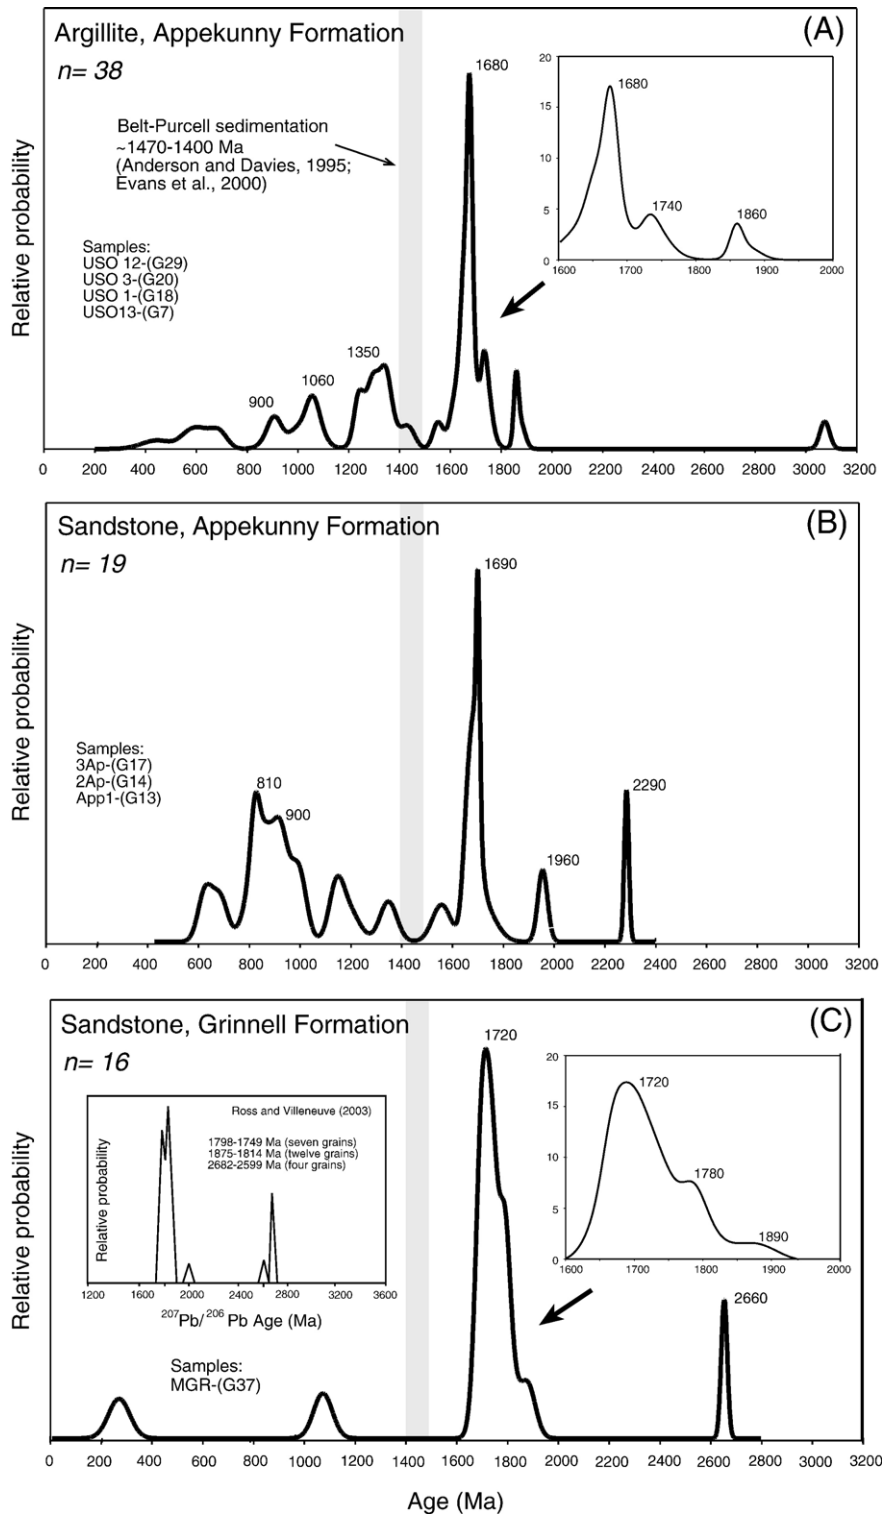 Argillite, Appekunny Formation
(A)
n= 38
Belt-Purcell sedimentation
~1470-1400 Ma
(Anderson and Davies, 1995;
Evans et al., 2000)
Samples:
USO 12-(G29)
USO 3-(G20)
USO 1-(G18)
USO13-(G7)
Relative probability
1680
900
1060
1350
20
15
10
5
0
1680
1740
1860
1600 1700 1800 1900 2000
0 200 400 600 800 1000 1200 1400 1600 1800 2000 2200 2400 2600 2800 3000 3200
Sandstone, Appekunny Formation
(B)
n= 19
Relative probability
Samples:
3Ap-(G17)
2Ap-(G14)
App1-(G13)
810
900
1690
1960
2290
0 200 400 600 800 1000 1200 1400 1600 1800 2000 2200 2400 2600 2800 3000 3200
Sandstone, Grinnell Formation
(C)
n= 16
Relative probability
Ross and Villeneuve (2003)
1798-1749 Ma (seven grains)
1875-1814 Ma (twelve grains)
2682-2599 Ma (four grains)
Relative probability
1200 2000 2400 2800 3200 3600
207Pb/206 Pb Age (Ma)
Samples:
MGR-(G37)
1720
2660
20
15
10
5
0
1720
1780
1890
1600 1700 1800 1900 2000
0 200 400 600 800 1000 1200 1400 1600 1800 2000 2200 2400 2600 2800 3000 3200
Age (Ma)